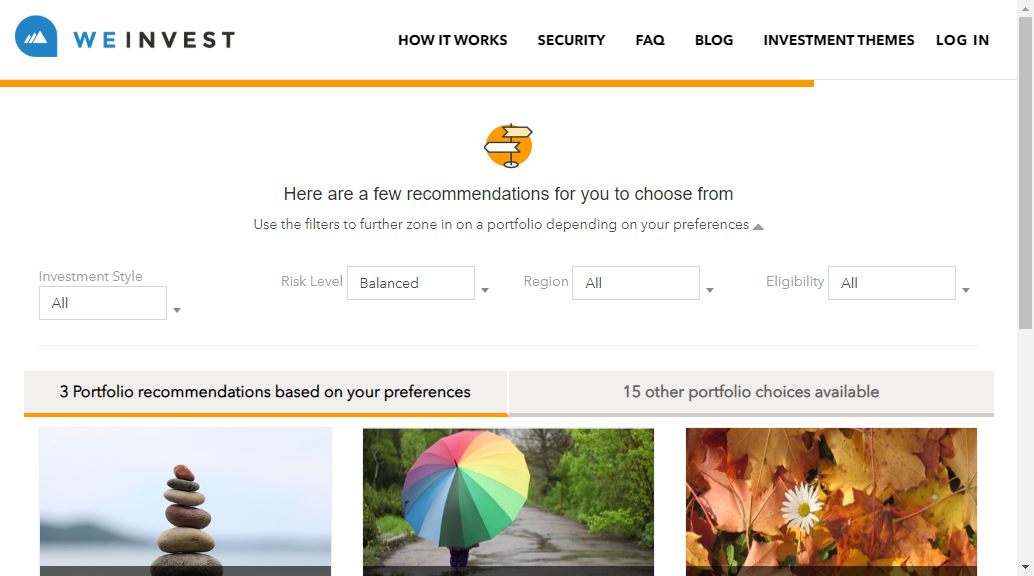 WEINVEST
HOW IT WORKS
SECURITY
FAQ
BLOG
INVESTMENT THEMES
LOG IN
Here are a few recommendations for you to choose from
Use the filters to further zone in on a portfolio depending on your preferences
Investment Style
All
Risk Level
Balanced
Region
All
Eligibility
All
3 Portfolio recommendations based on your preferences
15 other portfolio choices available